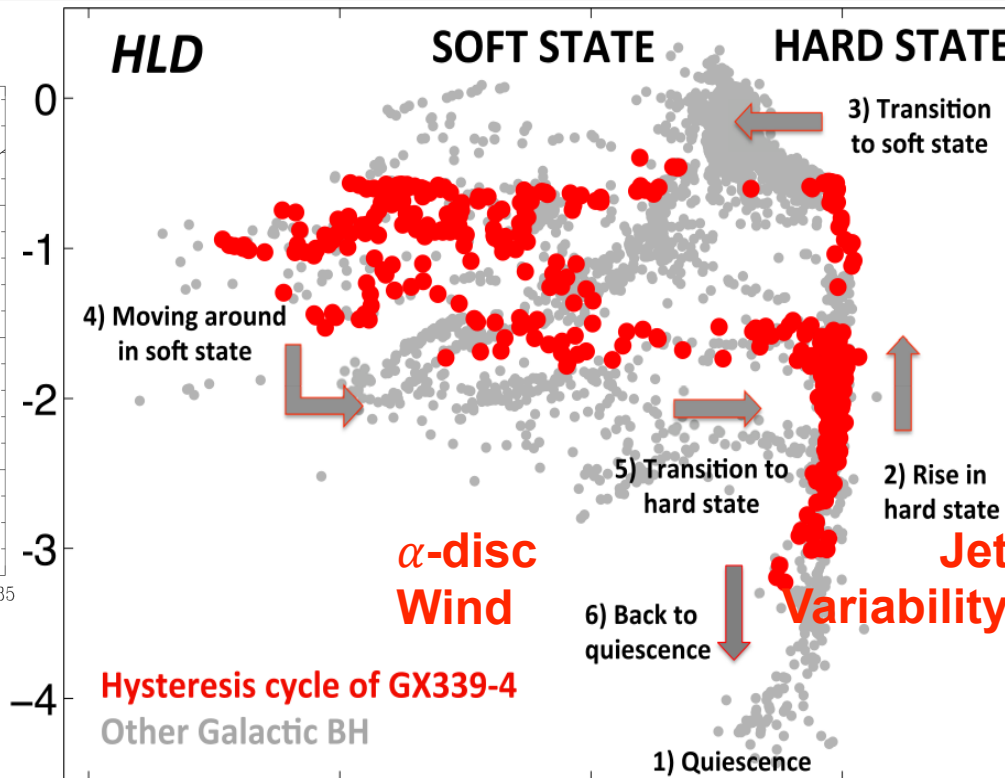 HLD
SOFT STATE
HARD STATE
0
3) Transition
to soft state
-1
4) Moving around
in soft state
-2
5) Transition to
hard state
2) Rise in
hard state
-3
α-disc
Wind
Jet
Variability
35
6) Back to
quiescence
−4
Hysteresis cycle of GX339-4
Other Galactic BH
1) Quiescence